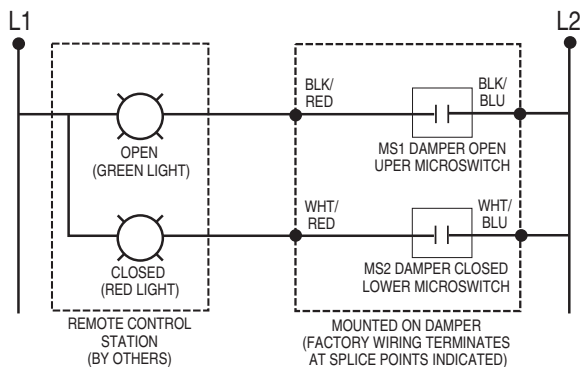 L1
L2
BLK/
RED
BLK/
BLU
OPEN
(GREEN LIGHT)
MS1 DAMPER OPEN
UPER MICROSWITCH
WHT/
RED
WHT/
BLU
CLOSED
(RED LIGHT)
MS2 DAMPER CLOSED
LOWER MICROSWITCH
REMOTE CONTROL
STATION
(BY OTHERS)
MOUNTED ON DAMPER
(FACTORY WIRING TERMINATES
AT SPLICE POINTS INDICATED)